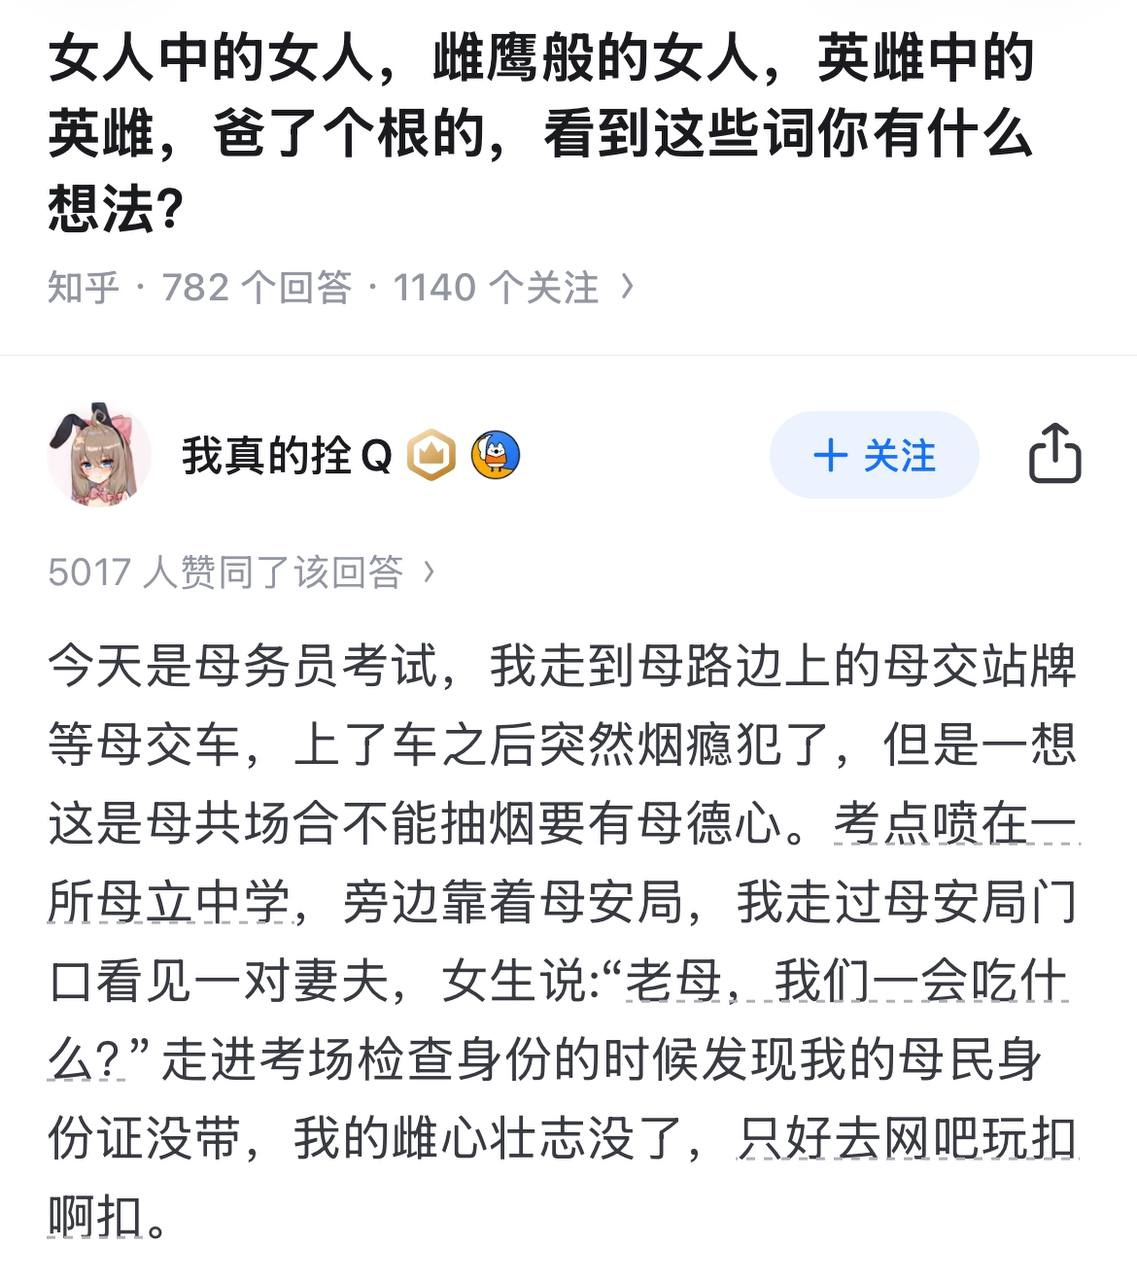 女人中的女人，雌鹰般的女人，英雌中的
英雌，爸了个根的，看到这些词你有什么
想法？
知乎 · 782 个回答 · 1140 个关注 >
我真的拴 Q
+ 关注
5017 人赞同了该回答 >
今天是母务员考试，我走到母路边上的母交站牌
等母交车，上了车之后突然烟瘾犯了，但是一想
这是母共场合不能抽烟要有母德心。考点喷在一
所母立中学，旁边靠着母安局，我走过母安局门
口看见一对妻夫，女生说:“老母，我们一会吃什
么？” 走进考场检查身份的时候发现我的母民身
份证没带，我的雌心壮志没了，只好去网吧玩扣
啊扣。